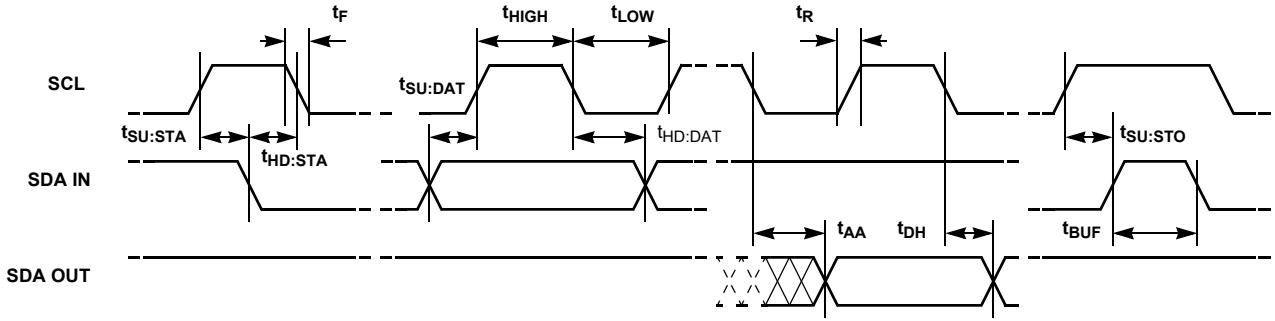 tF
tHIGH
tLOW
tR
SCL
tSU:DAT
tSU:STA
tHD:STA
tHD:DAT
tSU:STO
SDA IN
tAA
tDH
tBUF
SDA OUT